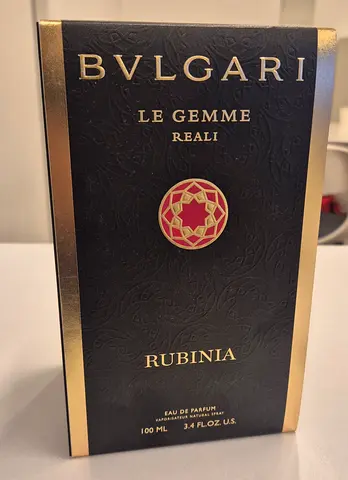 BVLGARI
LE GEMME
REALI
RUBINIA
EAU DE PARFUM
VAPORISATEUR NATURAL SPRAY
100 ML 3.4 FL.OZ. U.S.